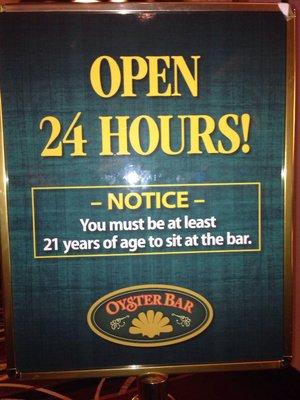 OPEN
24 HOURS!
– NOTICE –
You must be at least
21 years of age to sit at the bar.
OYSTER BAR